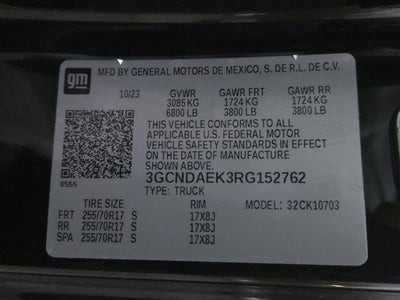 gm
MFD BY GENERAL MOTORS DE MEXICO, S. DE R.L. DE C.V.
10/23 GVWR GAWR FRT GAWR RR
3085 KG 1724 KG 1724 KG
6800 LB 3800 LB 3800 LB
THIS VEHICLE CONFORMS TO ALL
APPLICABLE U.S. FEDERAL MOTOR
VEHICLE SAFETY STANDARDS IN EFFECT
ON THE DATE OF MANUFACTURE
SHOWN ABOVE.
8555
3GCNDAEK3RG152762
TYPE: TRUCK
TIRE SIZE RIM MODEL: 32CK10703
FRT 255/70R17 S 17X8J
RR 255/70R17 S 17X8J
SPA 255/70R17 S 17X8J